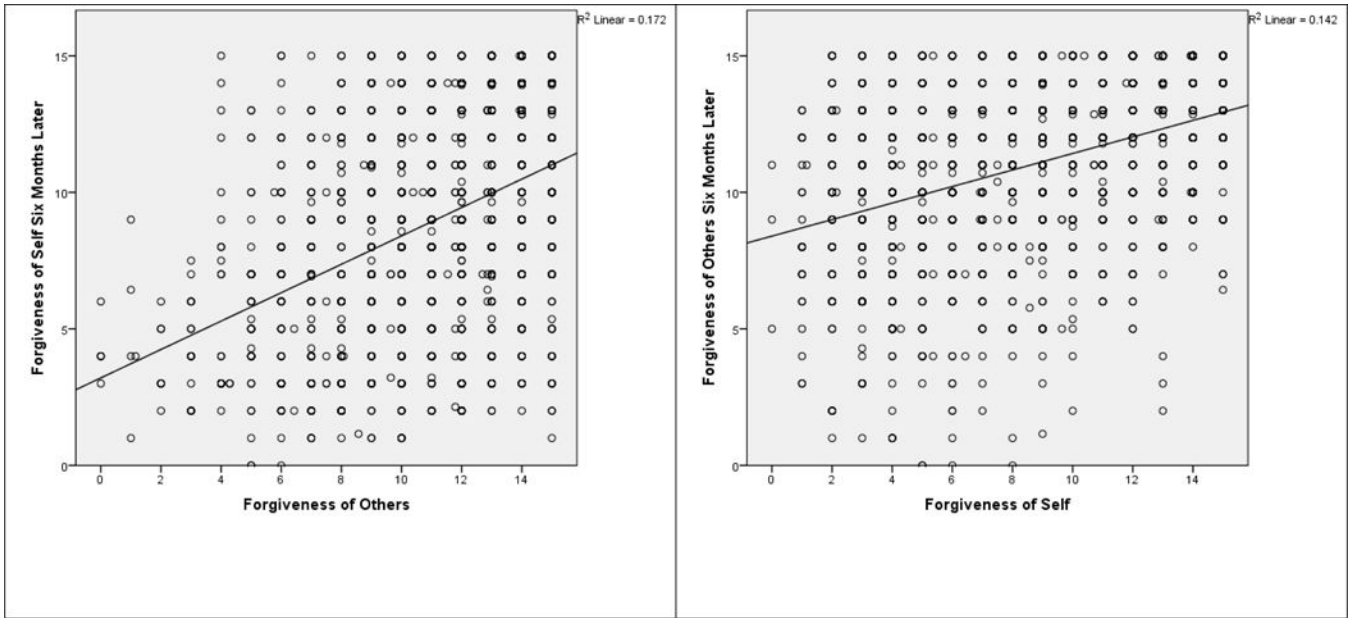 R² Linear = 0.172
Forgiveness of Self Six Months Later
15
10
5
0
0 2 4 6 8 10 12 14
Forgiveness of Others
R² Linear = 0.142
Forgiveness of Others Six Months Later
15
10
5
0
0 2 4 6 8 10 12 14
Forgiveness of Self